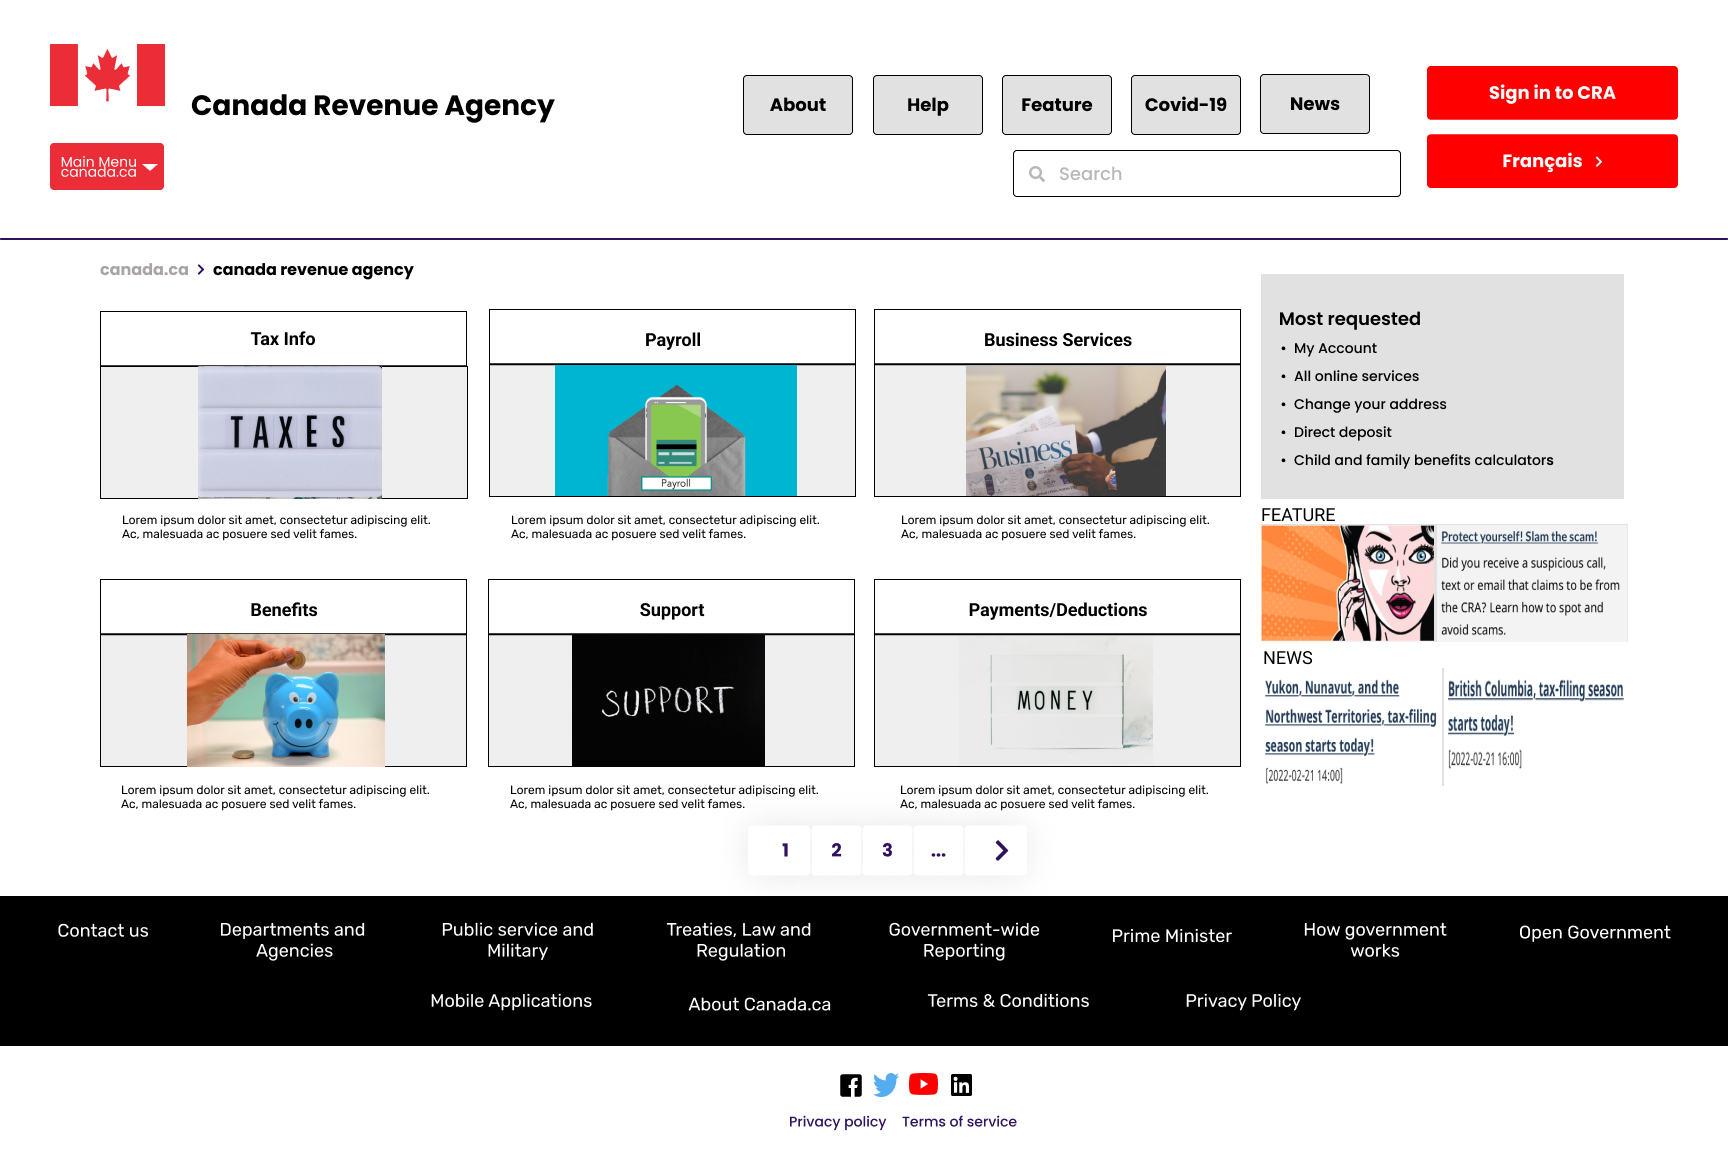 Canada Revenue Agency
Main Menu
canada.ca
About
Help
Feature
Covid-19
News
Search
Sign in to CRA
Français
canada.ca
canada revenue agency
Tax Info
TAXES
Lorem ipsum dolor sit amet, consectetur adipiscing elit.
Ac, malesuada ac posuere sed velit fames.
Payroll
Payroll
Lorem ipsum dolor sit amet, consectetur adipiscing elit.
Ac, malesuada ac posuere sed velit fames.
Business Services
Business
Lorem ipsum dolor sit amet, consectetur adipiscing elit.
Ac, malesuada ac posuere sed velit fames.
Benefits
Lorem ipsum dolor sit amet, consectetur adipiscing elit.
Ac, malesuada ac posuere sed velit fames.
Support
SUPPORT
Lorem ipsum dolor sit amet, consectetur adipiscing elit.
Ac, malesuada ac posuere sed velit fames.
Payments/Deductions
MONEY
Lorem ipsum dolor sit amet, consectetur adipiscing elit.
Ac, malesuada ac posuere sed velit fames.
Most requested
• My Account
• All online services
• Change your address
• Direct deposit
• Child and family benefits calculators
FEATURE
Protect yourself! Slam the scam!
Did you receive a suspicious call,
text or email that claims to be from
the CRA? Learn how to spot and
avoid scams.
NEWS
Yukon, Nunavut, and the
Northwest Territories, tax-filing
season starts today!
[2022-02-21 14:00]
British Columbia, tax-filing season
starts today!
[2022-02-21 16:00]
1
2
3
...
Contact us
Departments and
Agencies
Public service and
Military
Treaties, Law and
Regulation
Government-wide
Reporting
Prime Minister
How government
works
Open Government
Mobile Applications
About Canada.ca
Terms & Conditions
Privacy Policy
Privacy policy
Terms of service